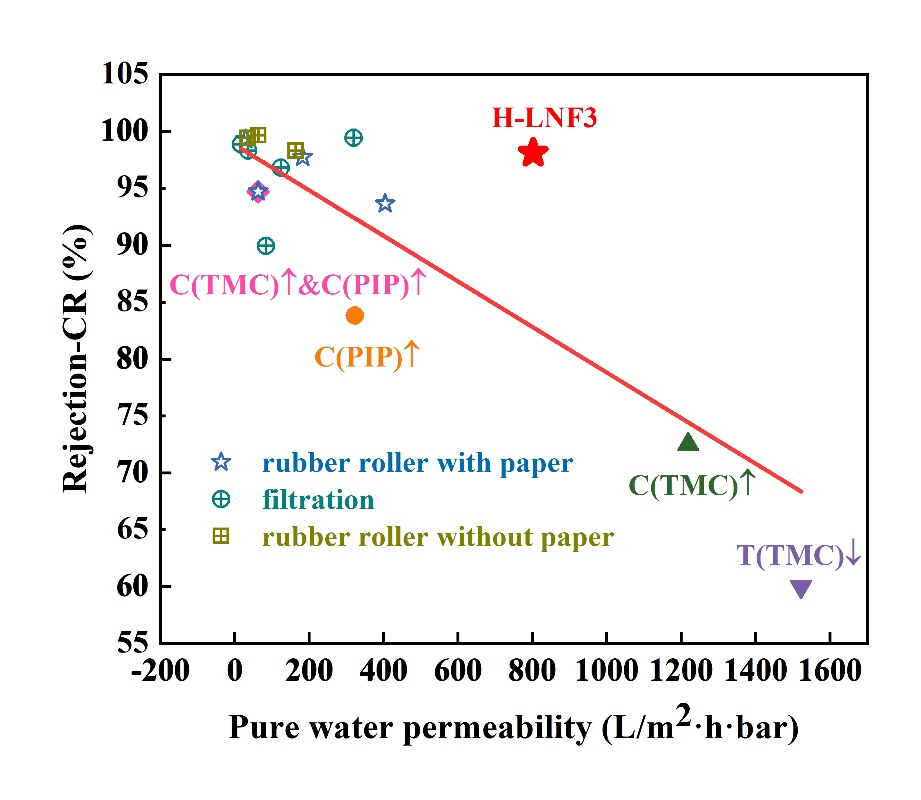 105
100
95
90
85
80
75
70
65
60
55
Rejection-CR (%)
H-LNF3
C(TMC)↑&C(PIP)↑
C(PIP)↑
C(TMC)↑
T(TMC)↓
rubber roller with paper
filtration
rubber roller without paper
-200 0 200 400 600 800 1000 1200 1400 1600
Pure water permeability (L/m²·h·bar)